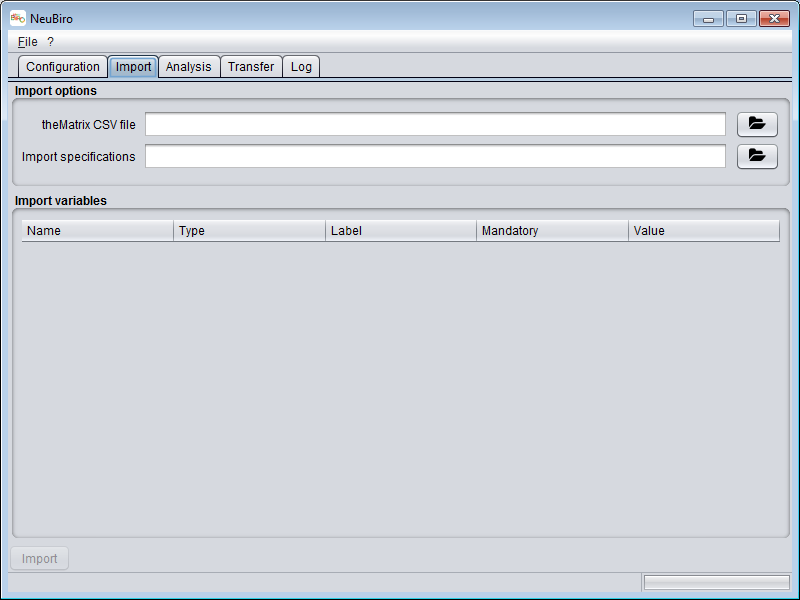 NeuBiro
File ?
Configuration Import Analysis Transfer Log
Import options
theMatrix CSV file
Import specifications
Import variables
Name Type Label Mandatory Value
Import